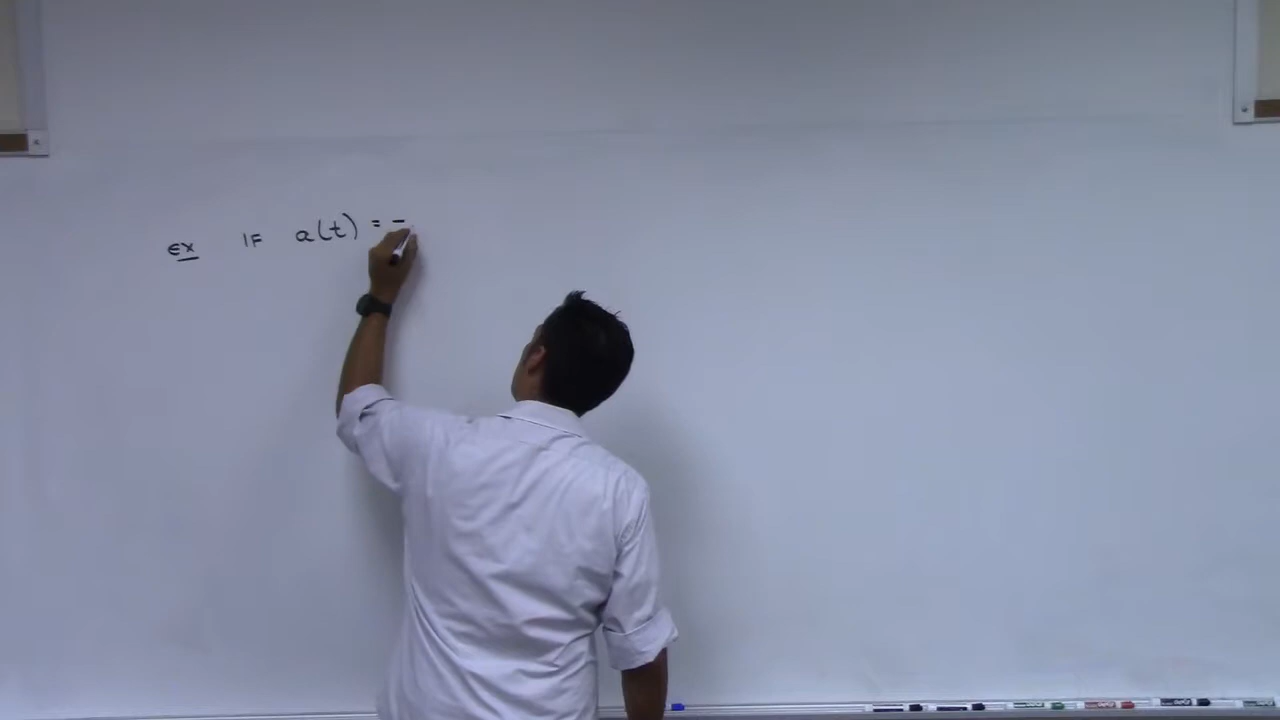 ex IF a(t) = -